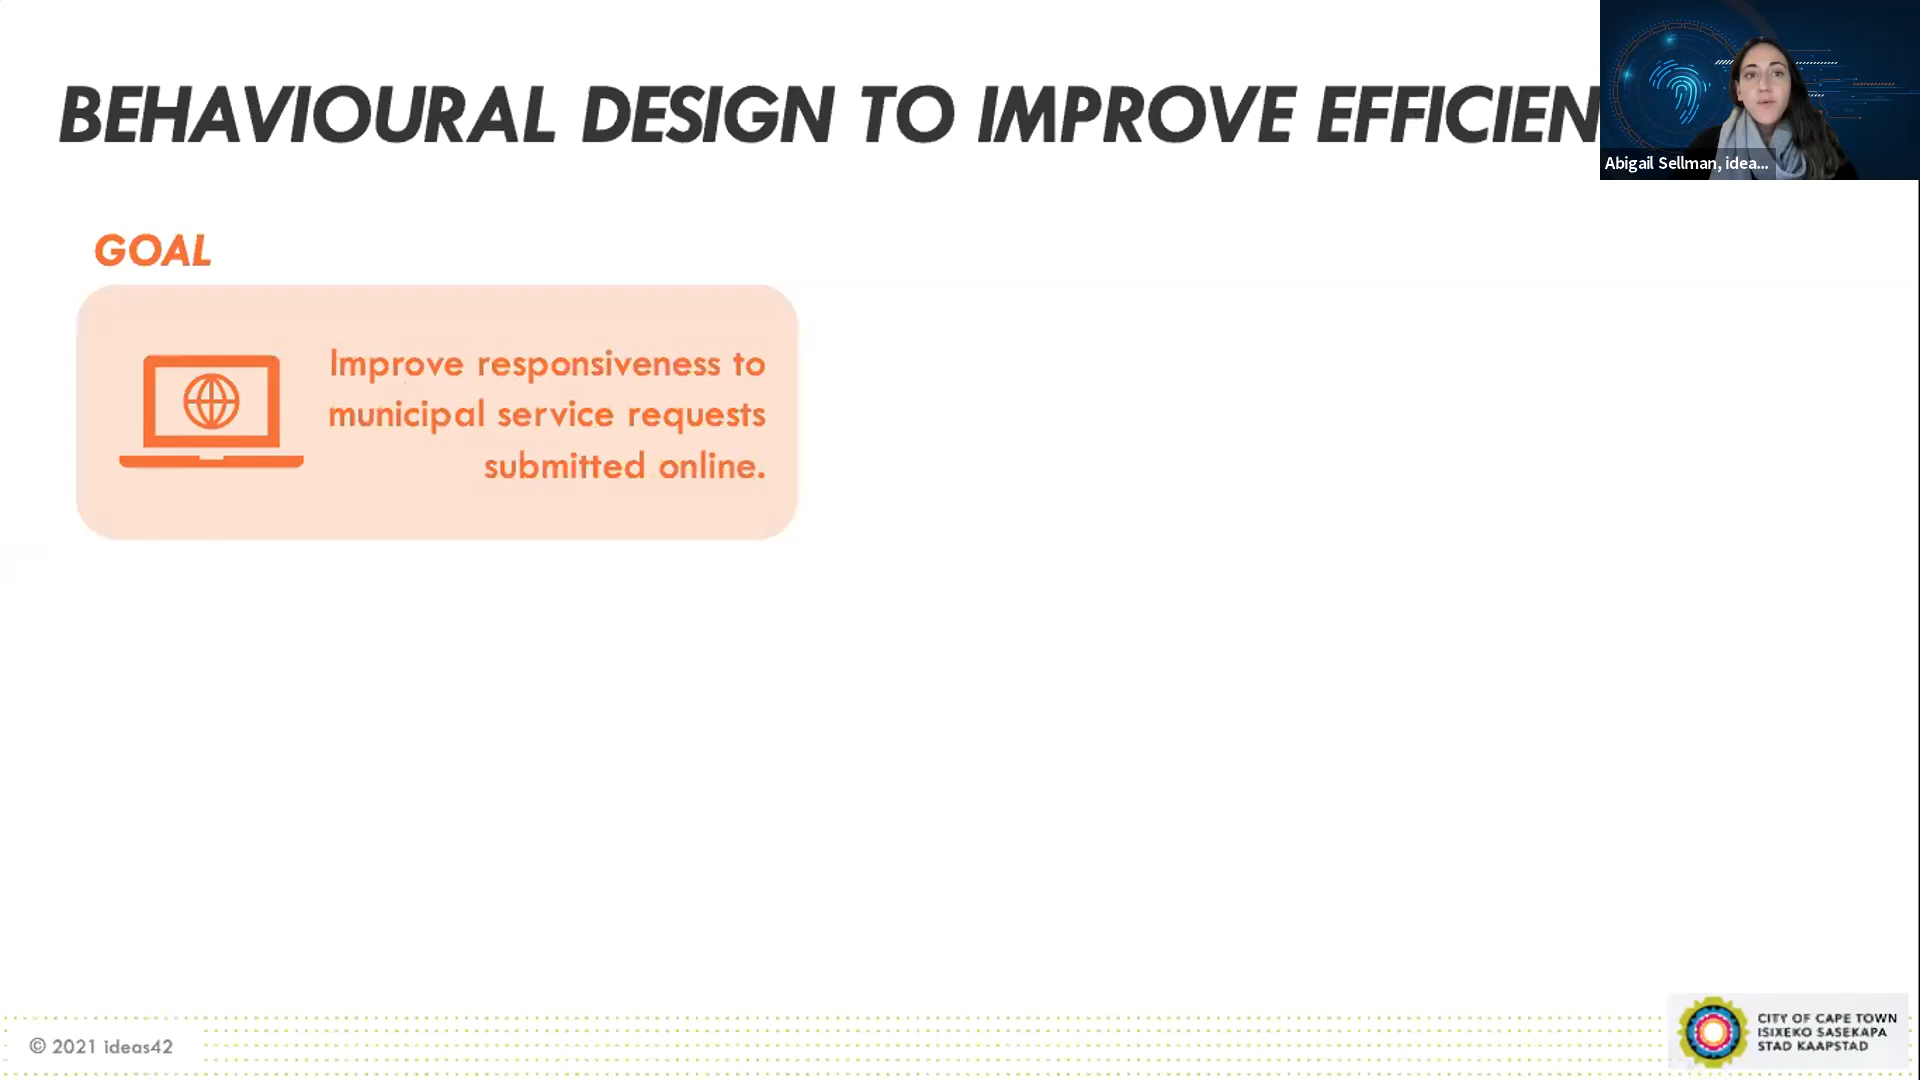 BEHAVIOURAL DESIGN TO IMPROVE EFFICIEN
Abigail Sellman, idea...
GOAL
Improve responsiveness to
municipal service requests
submitted online.
© 2021 ideas42
CITY OF CAPE TOWN
ISIXEKO SASEKAPA
STAD KAAPSTAD